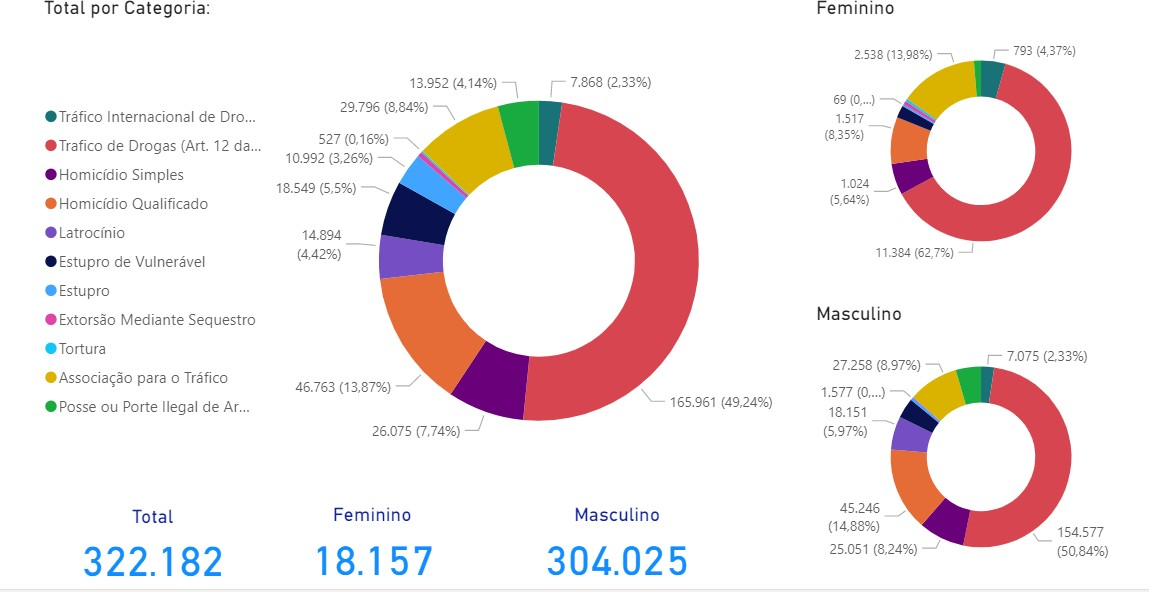 Total por Categoria:
Tráfico Internacional de Dro...
Trafico de Drogas (Art. 12 da...
Homicídio Simples
Homicídio Qualificado
Latrocínio
Estupro de Vulnerável
Estupro
Extorsão Mediante Sequestro
Tortura
Associação para o Tráfico
Posse ou Porte Ilegal de Ar...
13.952 (4,14%)
7.868 (2,33%)
29.796 (8,84%)
527 (0,16%)
10.992 (3,26%)
18.549 (5,5%)
14.894
(4,42%)
46.763 (13,87%)
26.075 (7,74%)
165.961 (49,24%)
Feminino
2.538 (13,98%)
793 (4,37%)
69 (0,...)
1.517
(8,35%)
1.024
(5,64%)
11.384 (62,7%)
Masculino
27.258 (8,97%)
7.075 (2,33%)
1.577 (0,...)
18.151
(5,97%)
45.246
(14,88%)
25.051 (8,24%)
154.577
(50,84%)
Total
322.182
Feminino
18.157
Masculino
304.025